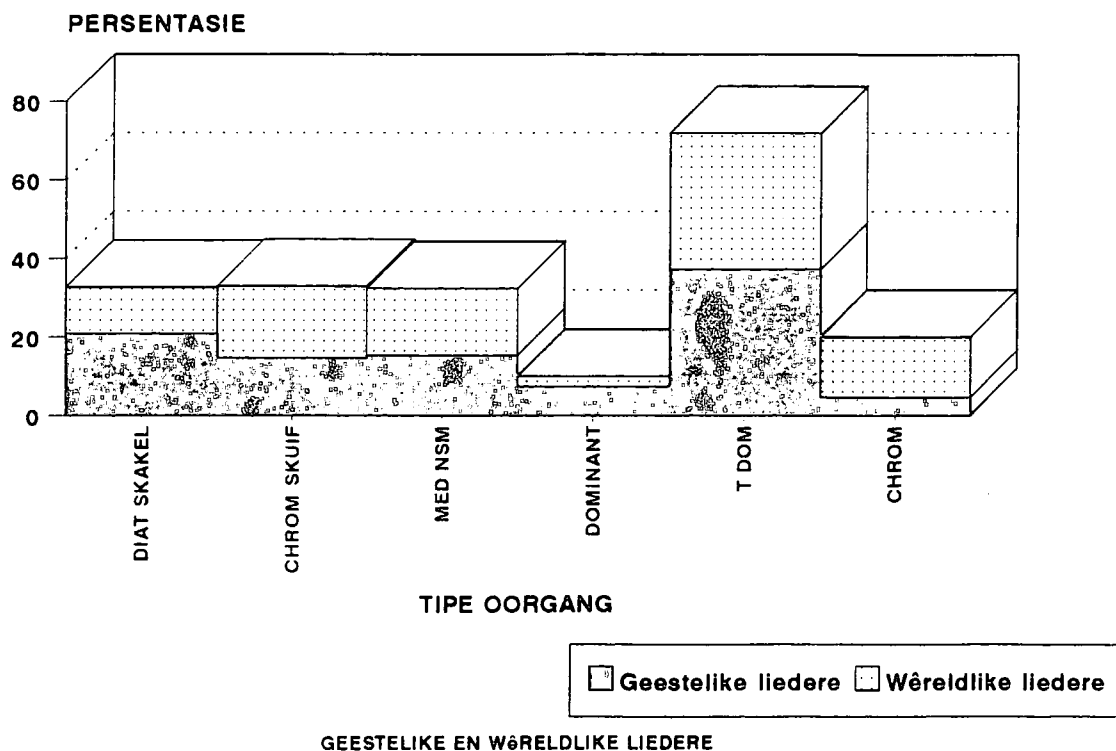 PERSENTASIE
80
60
40
20
0
DIAT SKAKEL
CHROM SKUIF
MED NSM
DOMINANT
T DOM
CHROM
TIPE OORGANG
Geestelike liedere Wêreldlike liedere
GEESTELIKE EN WêRELDLIKE LIEDERE